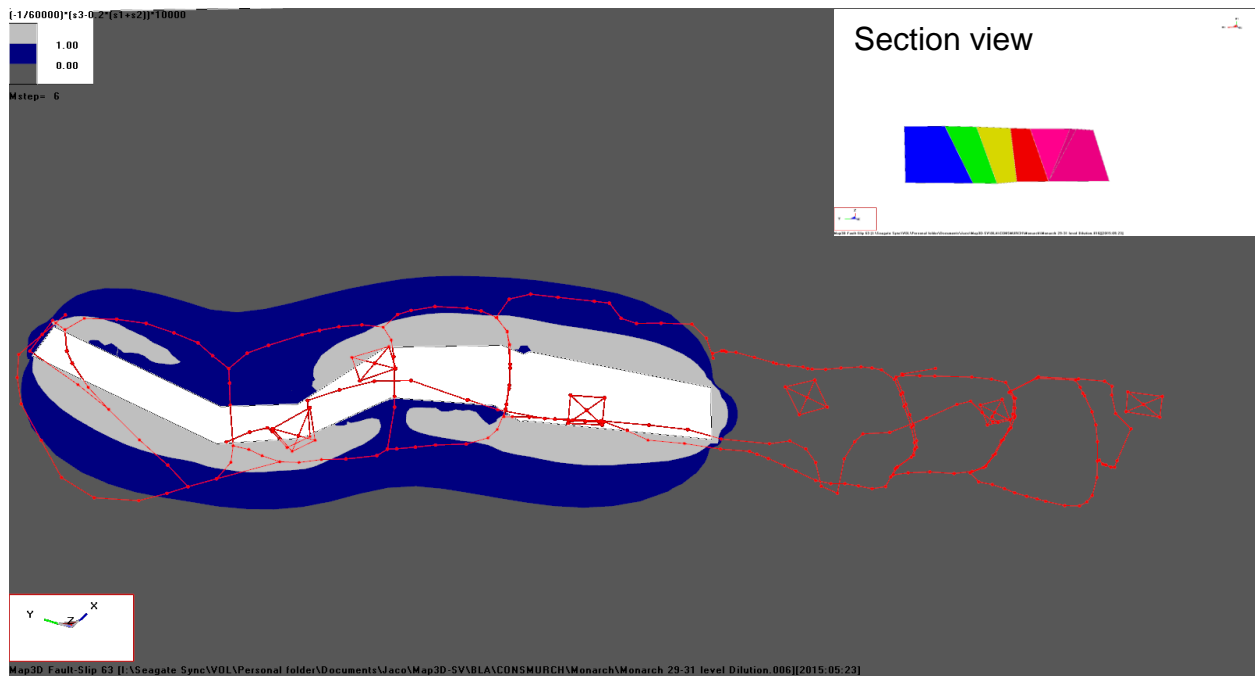 (-1/60000)*(s3-0.2*(s1+s2))*10000
1.00
0.00
Mstep= 6
Section view
Y
Z
X
Map3D Fault-Slip 63 [I:\Seagate Sync\VOL\Personal folder\Documents\Jaco\Map3D-SV\BLA\CONSMURCH\Monarch\Monarch 29-31 level Dilution.006][2015:05:23]